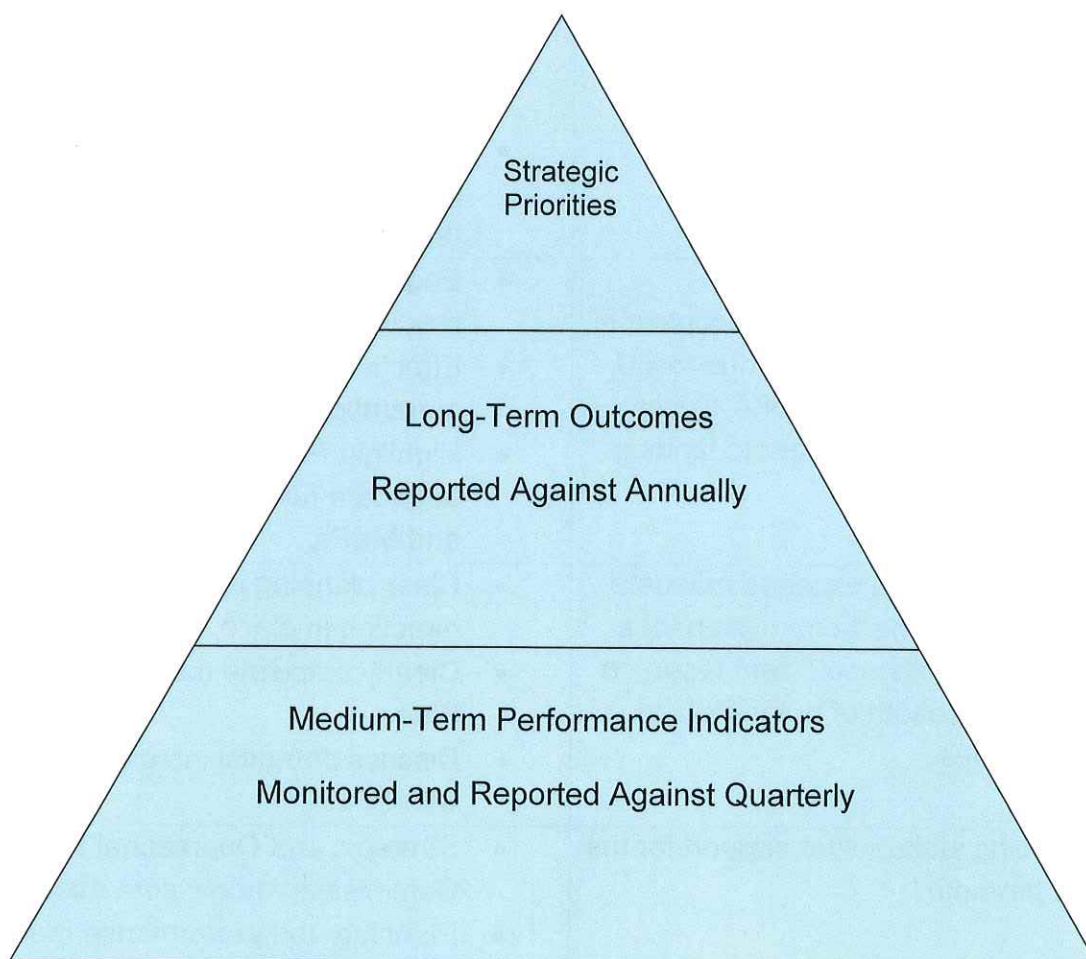 Strategic
Priorities
Long-Term Outcomes
Reported Against Annually
Medium-Term Performance Indicators
Monitored and Reported Against Quarterly